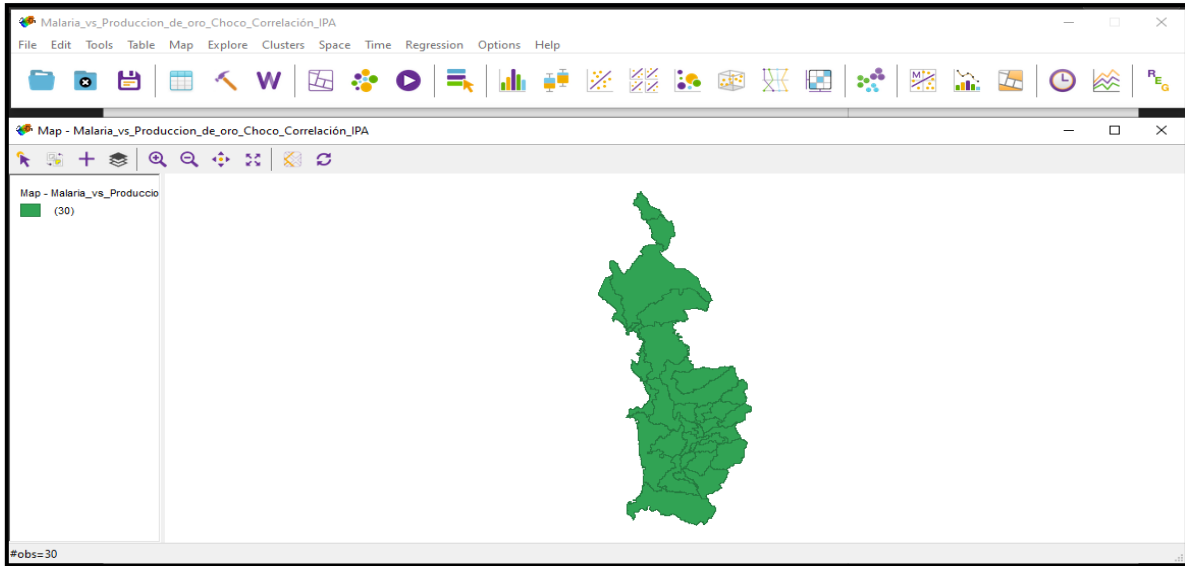 Malaria_vs_Produccion_de_oro_Choco_Correlación_IPA
File Edit Tools Table Map Explore Clusters Space Time Regression Options Help
W
M
REG
Map - Malaria_vs_Produccion_de_oro_Choco_Correlación_IPA
Map - Malaria_vs_Produccio
(30)
#obs=30